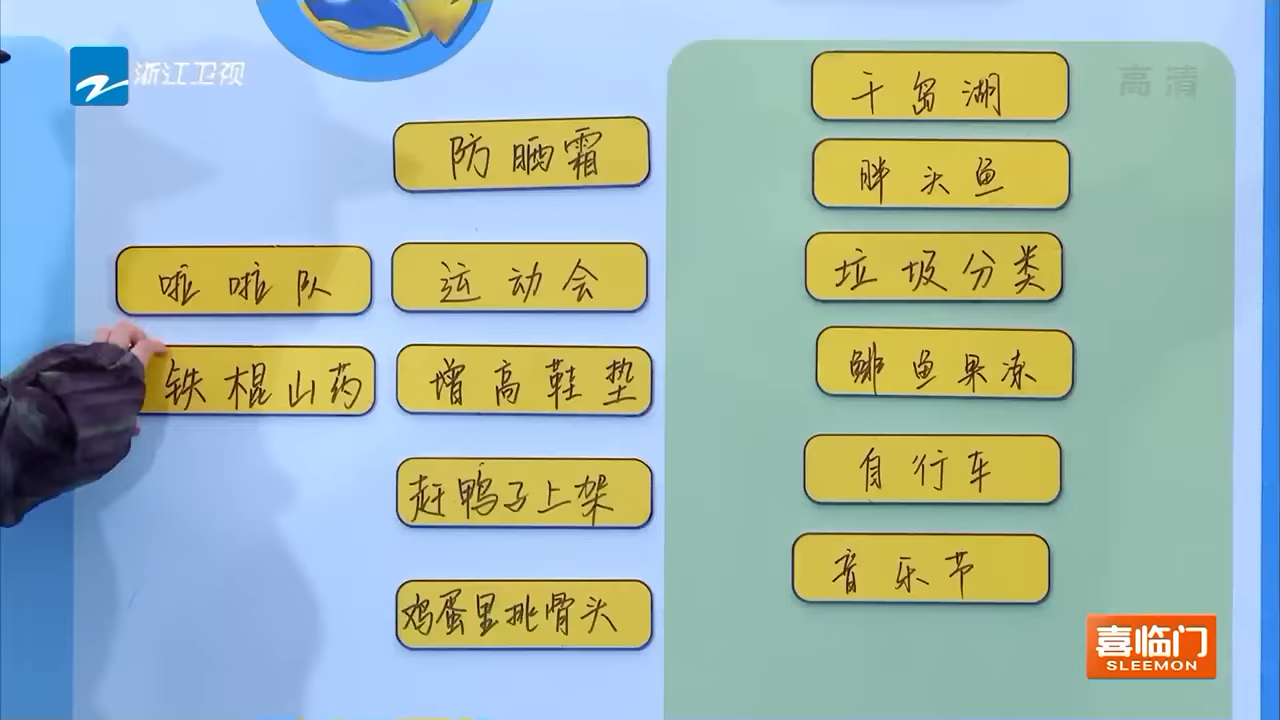 浙江卫视
高清
防晒霜
啦啦队
运动会
铁棍山药
增高鞋垫
赶鸭子上架
鸡蛋里挑骨头
千岛湖
胖头鱼
垃圾分类
鲱鱼果冻
自行车
音乐节
喜临门
SLEEMON